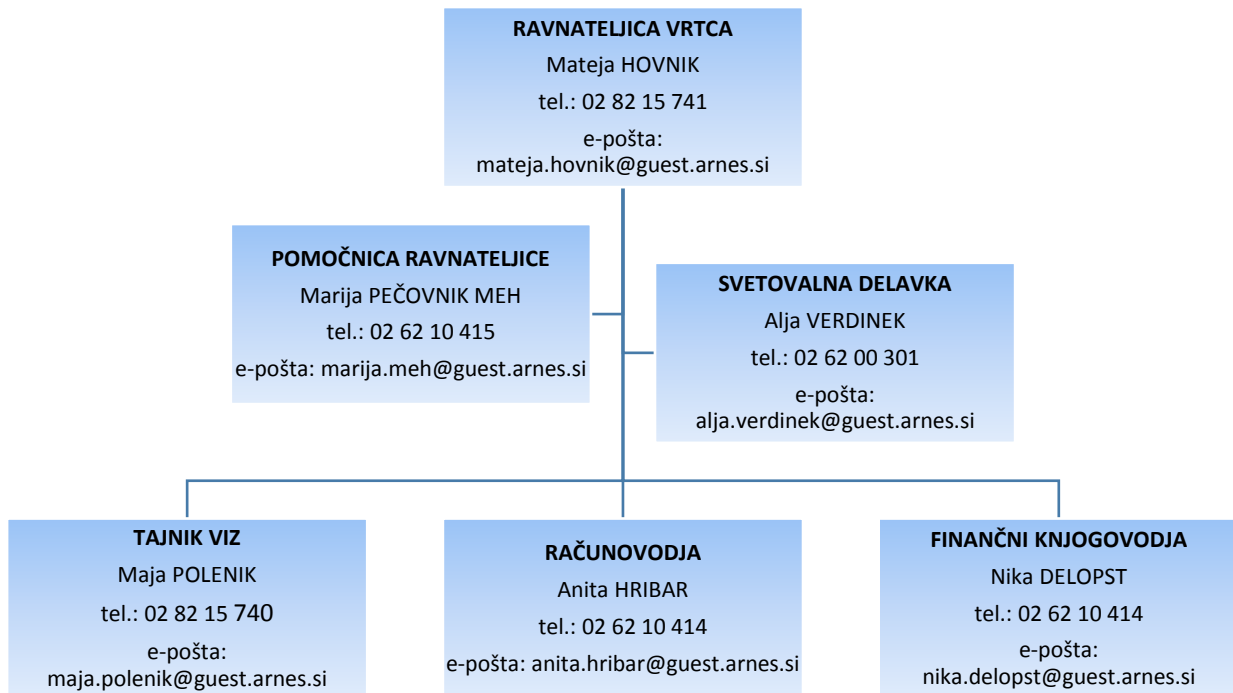 RAVNATELJICA VRTCA
Mateja HOVNIK
tel.: 02 82 15 741
e-pošta:
mateja.hovnik@guest.arnes.si
POMOČNICA RAVNATELJICE
Marija PEČOVNIK MEH
tel.: 02 62 10 415
e-pošta: marija.meh@guest.arnes.si
SVETOVALNA DELAVKA
Alja VERDINEK
tel.: 02 62 00 301
e-pošta:
alja.verdinek@guest.arnes.si
TAJNIK VIZ
Maja POLENIK
tel.: 02 82 15 740
e-pošta:
maja.polenik@guest.arnes.si
RAČUNOVODJA
Anita HRIBAR
tel.: 02 62 10 414
e-pošta: anita.hribar@guest.arnes.si
FINANČNI KNJOGOVODJA
Nika DELOPST
tel.: 02 62 10 414
e-pošta:
nika.delopst@guest.arnes.si